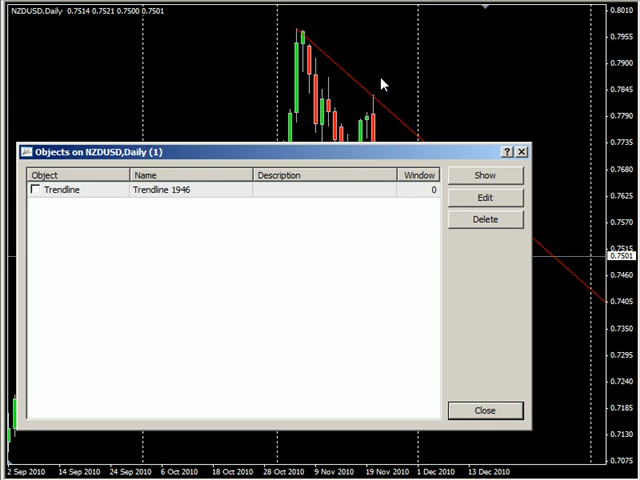 NZDUSD,Daily 0.7514 0.7521 0.7500 0.7501
0.8010
0.7955
0.7900
0.7845
0.7790
0.7735
Objects on NZDUSD,Daily (1)
Object Name Description Window
Trendline Trendline 1946 0
Show
Edit
Delete
Close
0.7680
0.7625
0.7570
0.7501
0.7460
0.7405
0.7350
0.7295
0.7240
0.7185
0.7130
0.7075
2 Sep 2010 14 Sep 2010 24 Sep 2010 6 Oct 2010 18 Oct 2010 28 Oct 2010 9 Nov 2010 19 Nov 2010 1 Dec 2010 13 Dec 2010